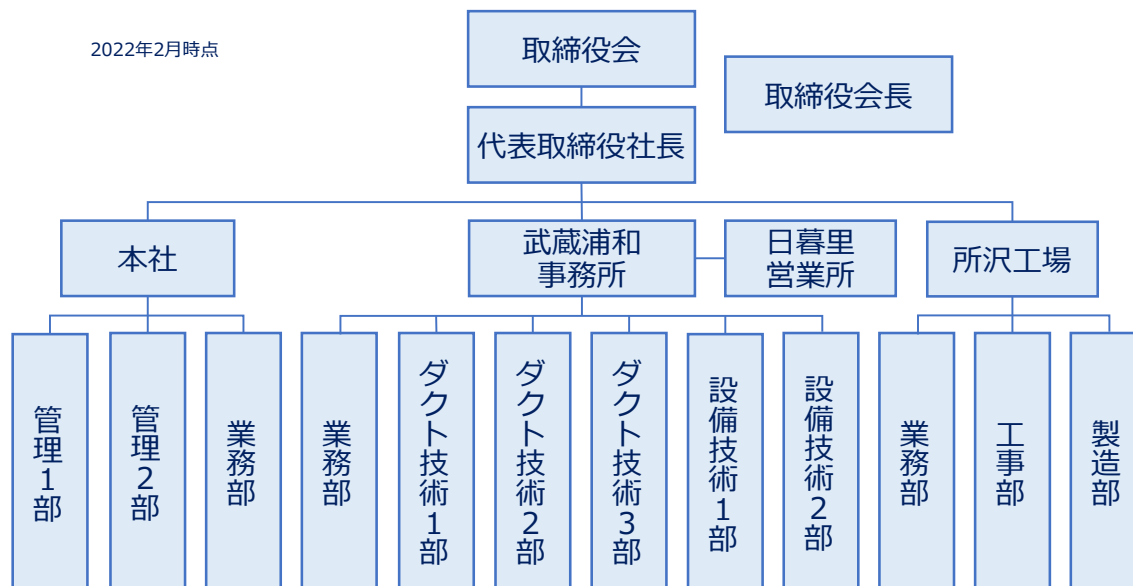 2022年2月時点
取締役会
取締役会長
代表取締役社長
本社
武蔵浦和
事務所
日暮里
営業所
所沢工場
管理1部
管理2部
業務部
業務部
ダクト技術1部
ダクト技術2部
ダクト技術3部
設備技術1部
設備技術2部
業務部
工事部
製造部